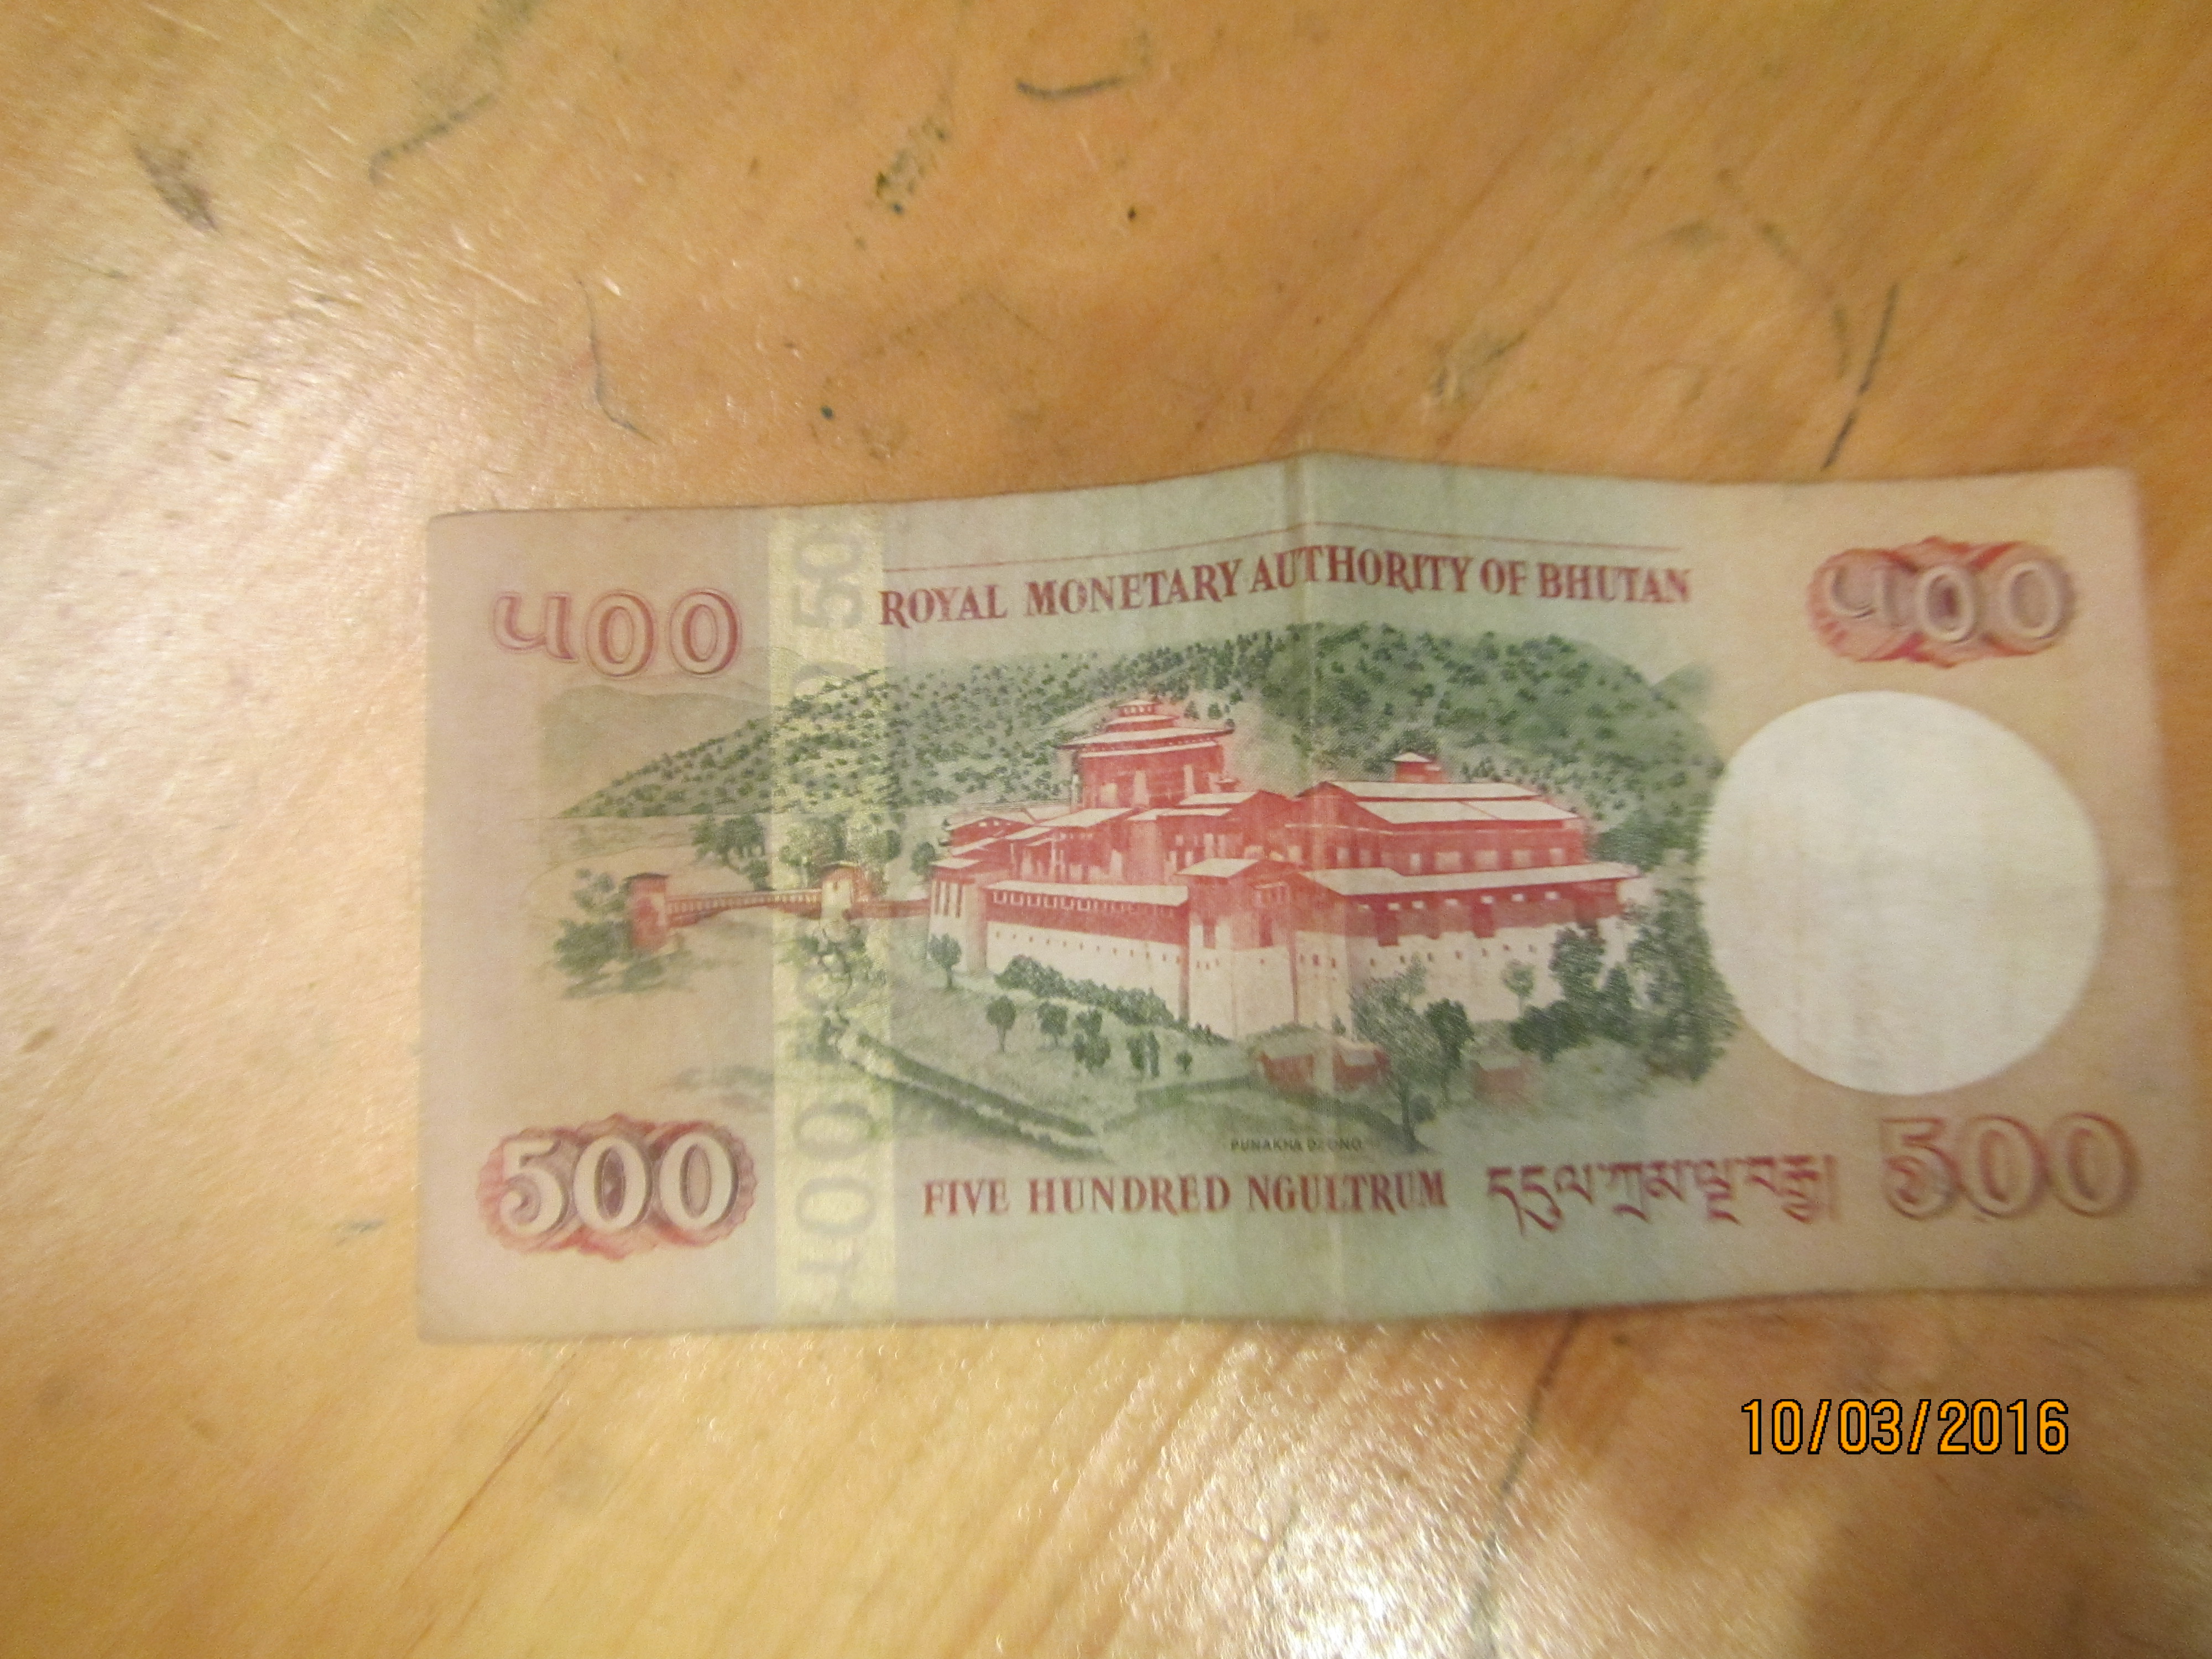 ROYAL MONETARY AUTHORITY OF BHUTAN
༥༠༠
༥༠༠
PUNAKHA DZONG
500
FIVE HUNDRED NGULTRUM
500
10/03/2016